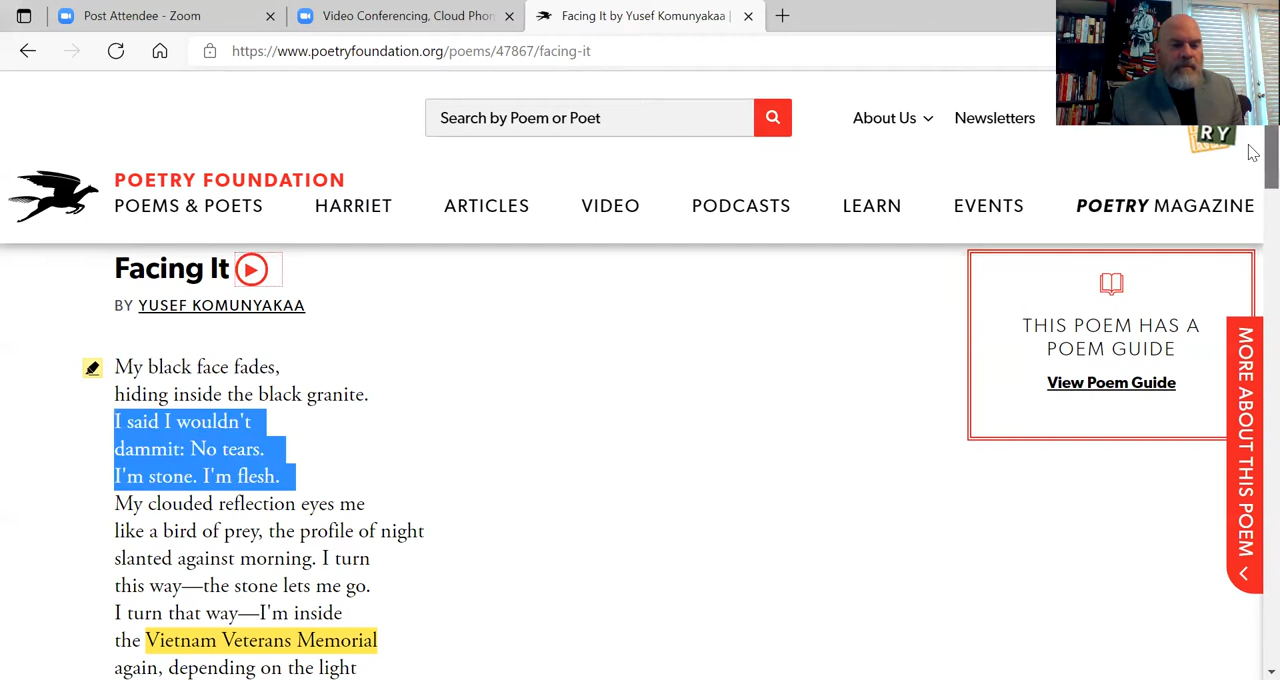 Post Attendee - Zoom
Video Conferencing, Cloud Phon
Facing It by Yusef Komunyakaa |
https://www.poetryfoundation.org/poems/47867/facing-it
Search by Poem or Poet
About Us
Newsletters
RY
POETRY FOUNDATION
POEMS & POETS
HARRIET
ARTICLES
VIDEO
PODCASTS
LEARN
EVENTS
POETRY MAGAZINE
Facing It
BY YUSEF KOMUNYAKAA
THIS POEM HAS A
POEM GUIDE
View Poem Guide
MORE ABOUT THIS POEM
My black face fades,
hiding inside the black granite.
I said I wouldn't
dammit: No tears.
I'm stone. I'm flesh.
My clouded reflection eyes me
like a bird of prey, the profile of night
slanted against morning. I turn
this way—the stone lets me go.
I turn that way—I'm inside
the Vietnam Veterans Memorial
again, depending on the light